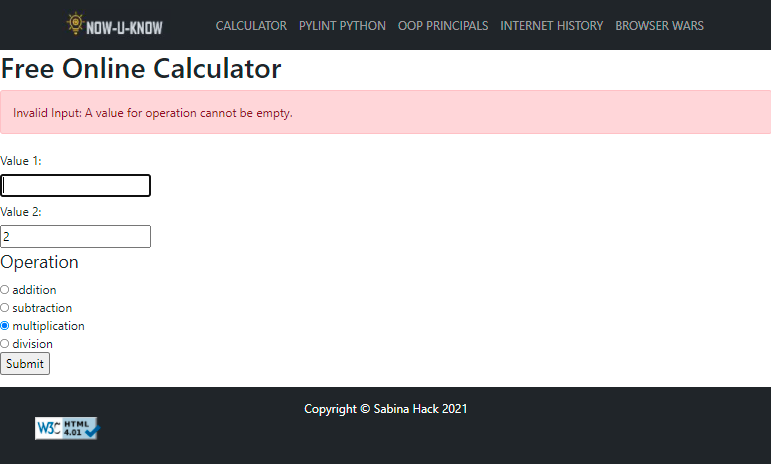 NOW-U-KNOW CALCULATOR PYLINT PYTHON OOP PRINCIPALS INTERNET HISTORY BROWSER WARS
Free Online Calculator
Invalid Input: A value for operation cannot be empty.
Value 1:
Value 2:
2
Operation
addition
subtraction
multiplication
division
Submit
Copyright © Sabina Hack 2021
W3C HTML 4.01